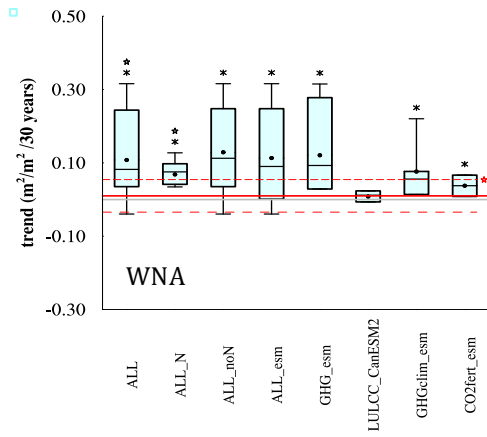 0.50
0.30
0.10
-0.10
-0.30
trend (m²/m² /30 years)
WNA
ALL
ALL_N
ALL_noN
ALL_esm
GHG_esm
LULCC_CanESM2
GHGclim_esm
CO2fert_esm